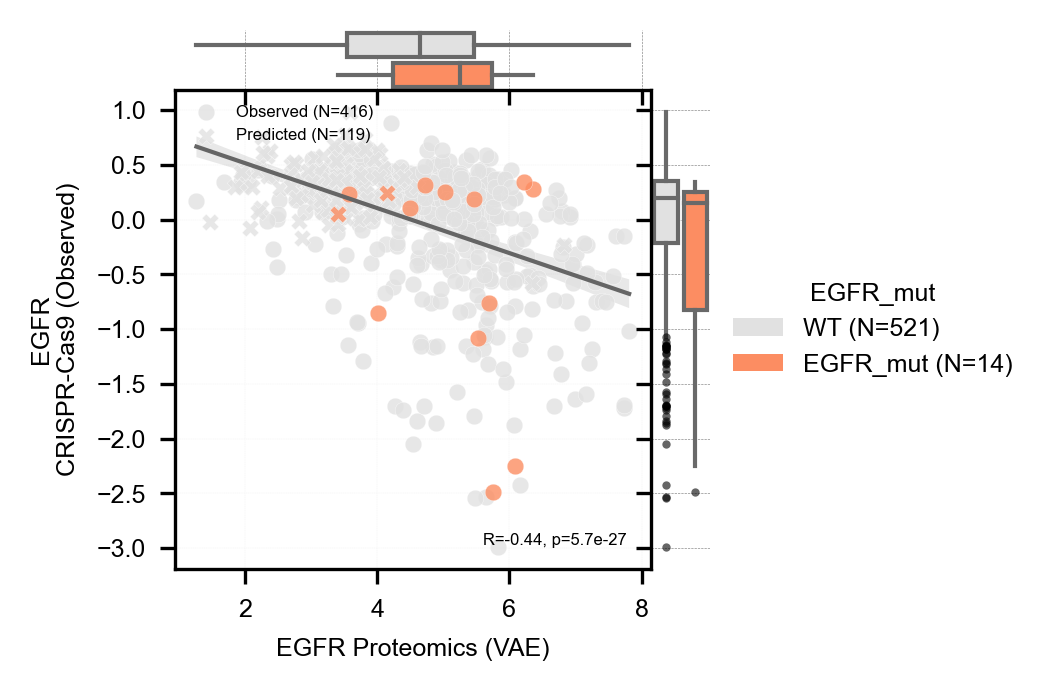 Observed (N=416)
Predicted (N=119)
1.0
0.5
0.0
−0.5
−1.0
−1.5
−2.0
−2.5
−3.0
EGFR
CRISPR-Cas9 (Observed)
R=-0.44, p=5.7e-27
2
4
6
8
EGFR Proteomics (VAE)
EGFR_mut
WT (N=521)
EGFR_mut (N=14)